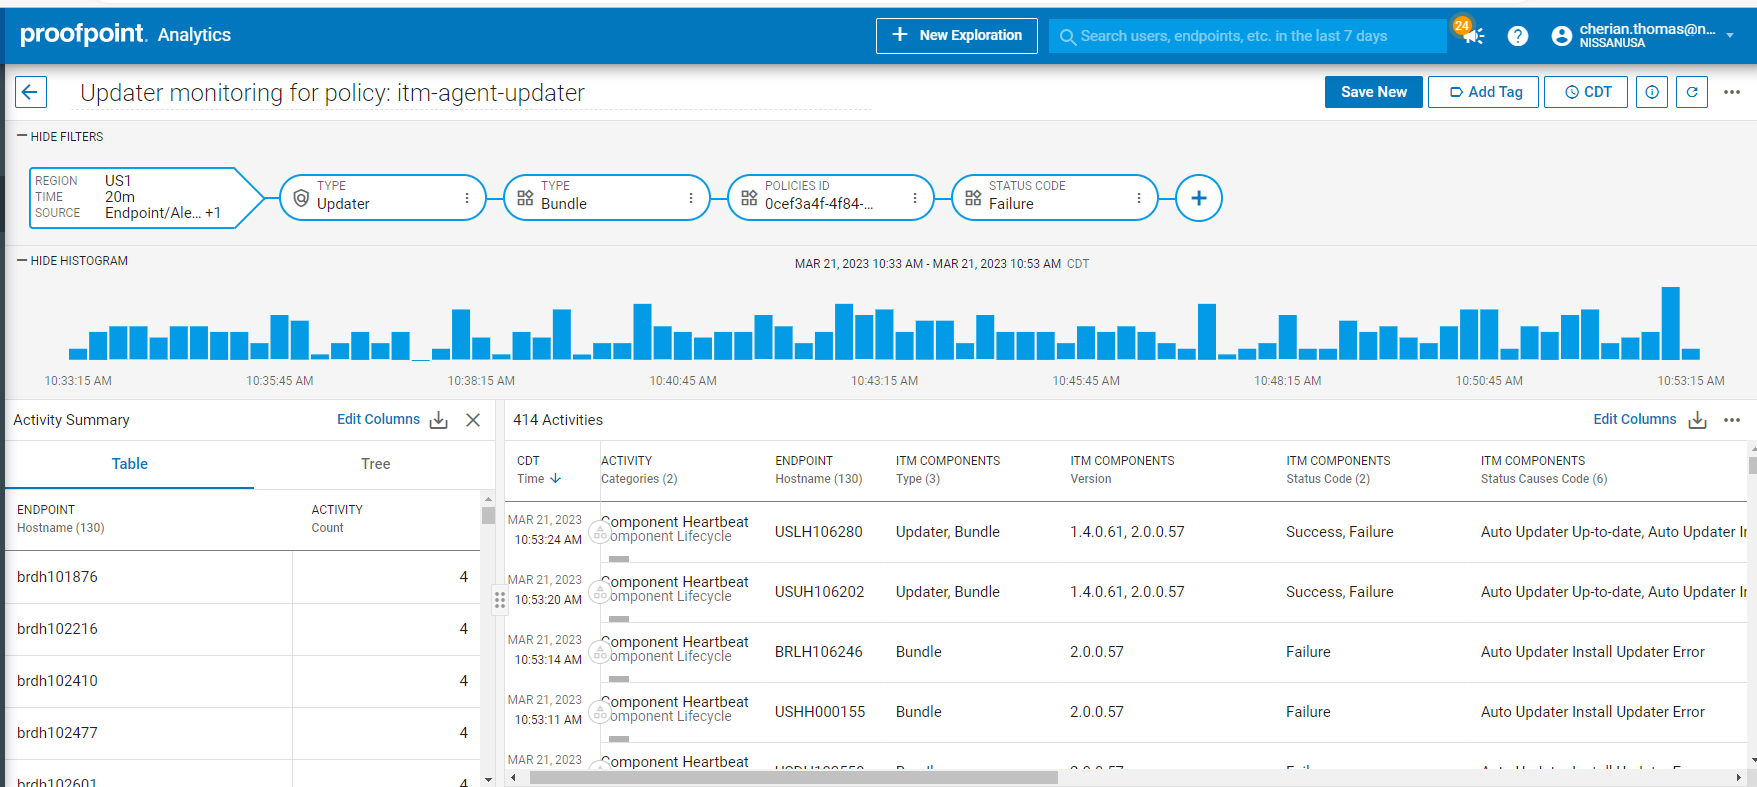 proofpoint. Analytics
New Exploration
Search users, endpoints, etc. in the last 7 days
24
cherian.thomas@n...
NISSANUSA
Updater monitoring for policy: itm-agent-updater
Save New
Add Tag
CDT
HIDE FILTERS
REGION US1
TIME 20m
SOURCE Endpoint/Ale... +1
TYPE
Updater
TYPE
Bundle
POLICIES ID
0cef3a4f-4f84-...
STATUS CODE
Failure
HIDE HISTOGRAM
MAR 21, 2023 10:33 AM - MAR 21, 2023 10:53 AM CDT
10:33:15 AM 10:35:45 AM 10:38:15 AM 10:40:45 AM 10:43:15 AM 10:45:45 AM 10:48:15 AM 10:50:45 AM 10:53:15 AM
Activity Summary
Edit Columns
Table
Tree
ENDPOINT ACTIVITY
Hostname (130) Count
brdh101876 4
brdh102216 4
brdh102410 4
brdh102477 4
brdh102601 4
414 Activities
Edit Columns
CDT ACTIVITY ENDPOINT ITM COMPONENTS ITM COMPONENTS ITM COMPONENTS ITM COMPONENTS
Time Categories (2) Hostname (130) Type (3) Version Status Code (2) Status Causes Code (6)
MAR 21, 2023 Component Heartbeat
10:53:24 AM omponent Lifecycle USLH106280 Updater, Bundle 1.4.0.61, 2.0.0.57 Success, Failure Auto Updater Up-to-date, Auto Updater Ir
MAR 21, 2023 Component Heartbeat
10:53:20 AM omponent Lifecycle USUH106202 Updater, Bundle 1.4.0.61, 2.0.0.57 Success, Failure Auto Updater Up-to-date, Auto Updater Ir
MAR 21, 2023 Component Heartbeat
10:53:14 AM omponent Lifecycle BRLH106246 Bundle 2.0.0.57 Failure Auto Updater Install Updater Error
MAR 21, 2023 Component Heartbeat
10:53:11 AM omponent Lifecycle USHH000155 Bundle 2.0.0.57 Failure Auto Updater Install Updater Error
MAR 21, 2023 Component Heartbeat